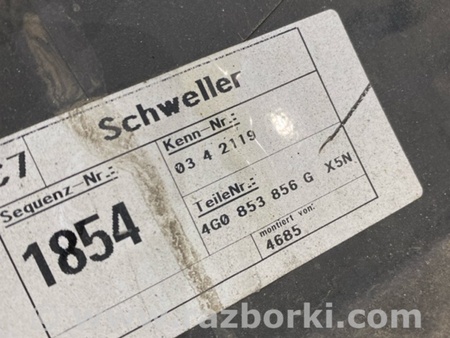 C7
Schweller
Sequenz-Nr.:
1854
Kenn-Nr.:
03 4 2119
TeileNr.:
4G0 853 856 G X5N
montiert von:
4685
razborki.com